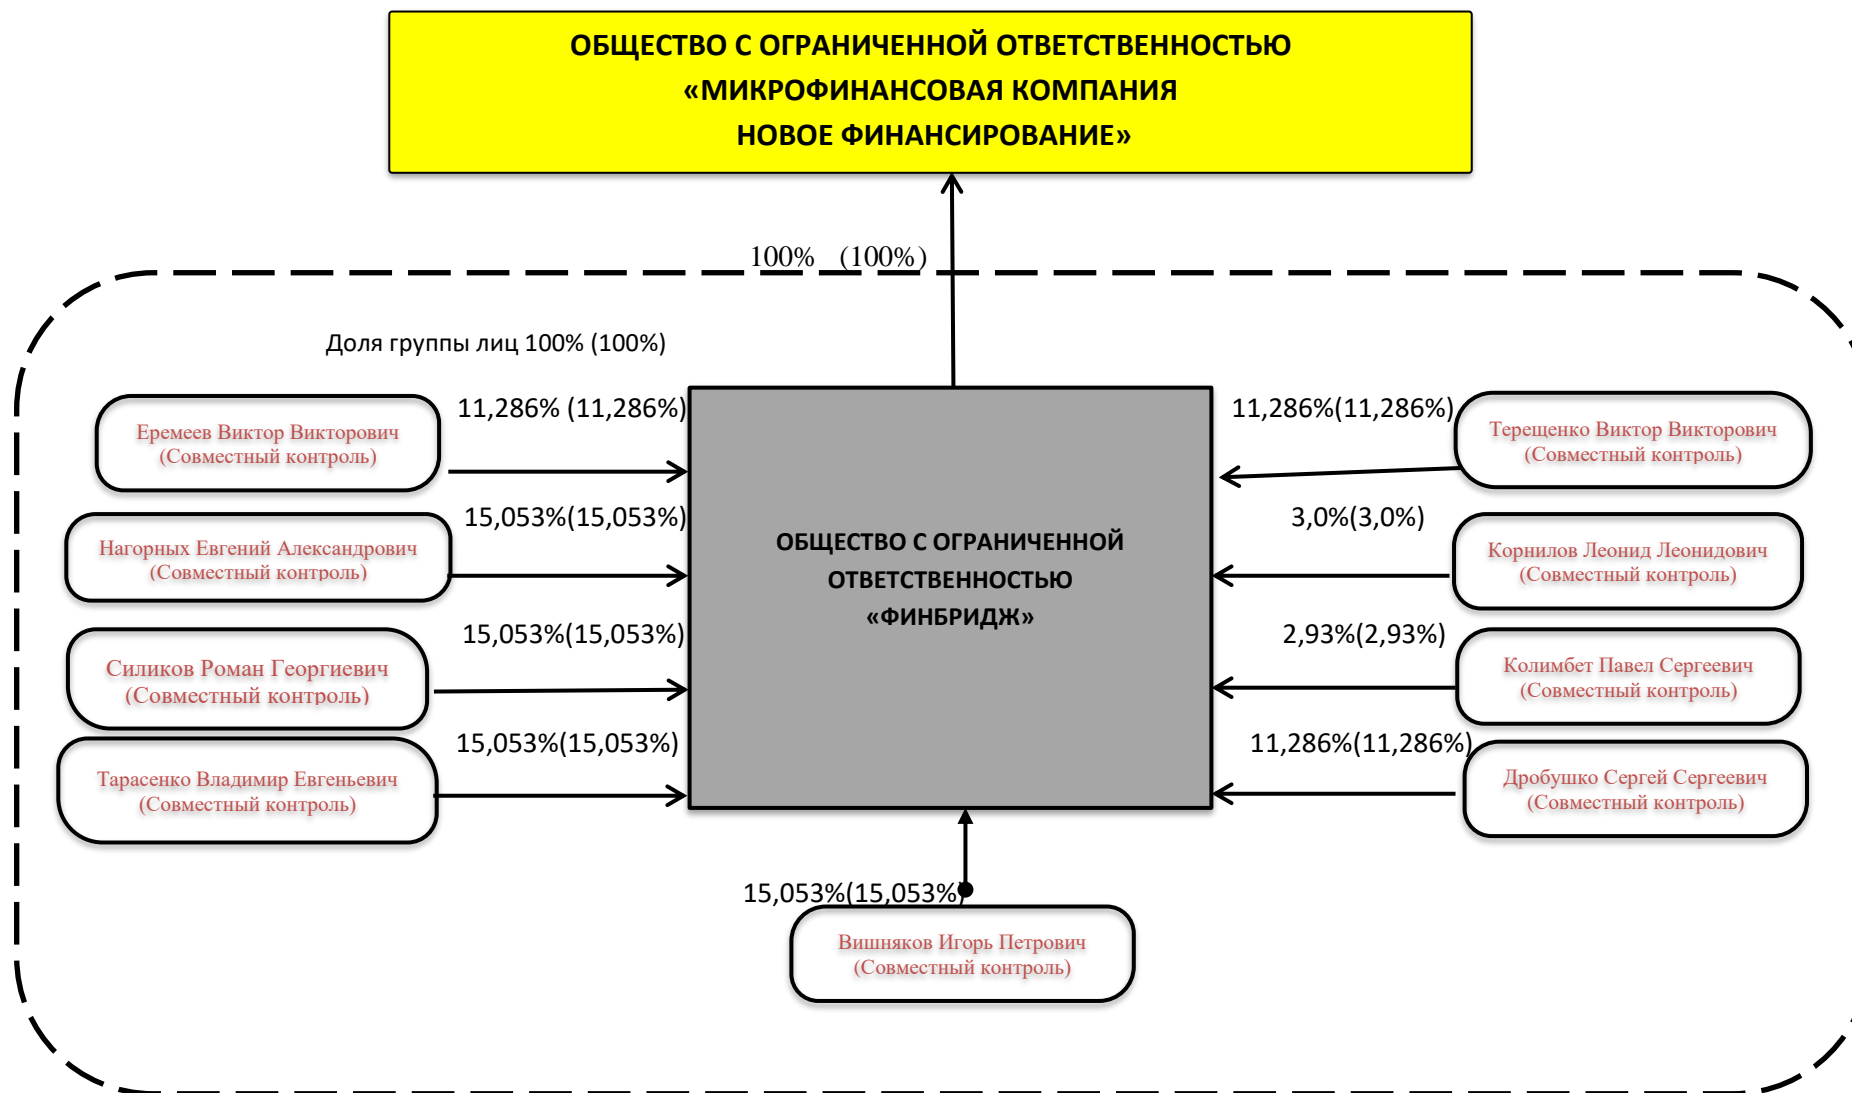 ОБЩЕСТВО С ОГРАНИЧЕННОЙ ОТВЕТСТВЕННОСТЬЮ
«МИКРОФИНАНСОВАЯ КОМПАНИЯ
НОВОЕ ФИНАНСИРОВАНИЕ»
100% (100%)
Доля группы лиц 100% (100%)
11,286% (11,286%)
Еремеев Виктор Викторович
(Совместный контроль)
15,053%(15,053%)
Нагорных Евгений Александрович
(Совместный контроль)
15,053%(15,053%)
Силиков Роман Георгиевич
(Совместный контроль)
15,053%(15,053%)
Тарасенко Владимир Евгеньевич
(Совместный контроль)
ОБЩЕСТВО С ОГРАНИЧЕННОЙ
ОТВЕТСТВЕННОСТЬЮ
«ФИНБРИДЖ»
11,286%(11,286%)
Терещенко Виктор Викторович
(Совместный контроль)
3,0%(3,0%)
Корнилов Леонид Леонидович
(Совместный контроль)
2,93%(2,93%)
Колимбет Павел Сергеевич
(Совместный контроль)
11,286%(11,286%)
Дробушко Сергей Сергеевич
(Совместный контроль)
15,053%(15,053%)
Вишняков Игорь Петрович
(Совместный контроль)